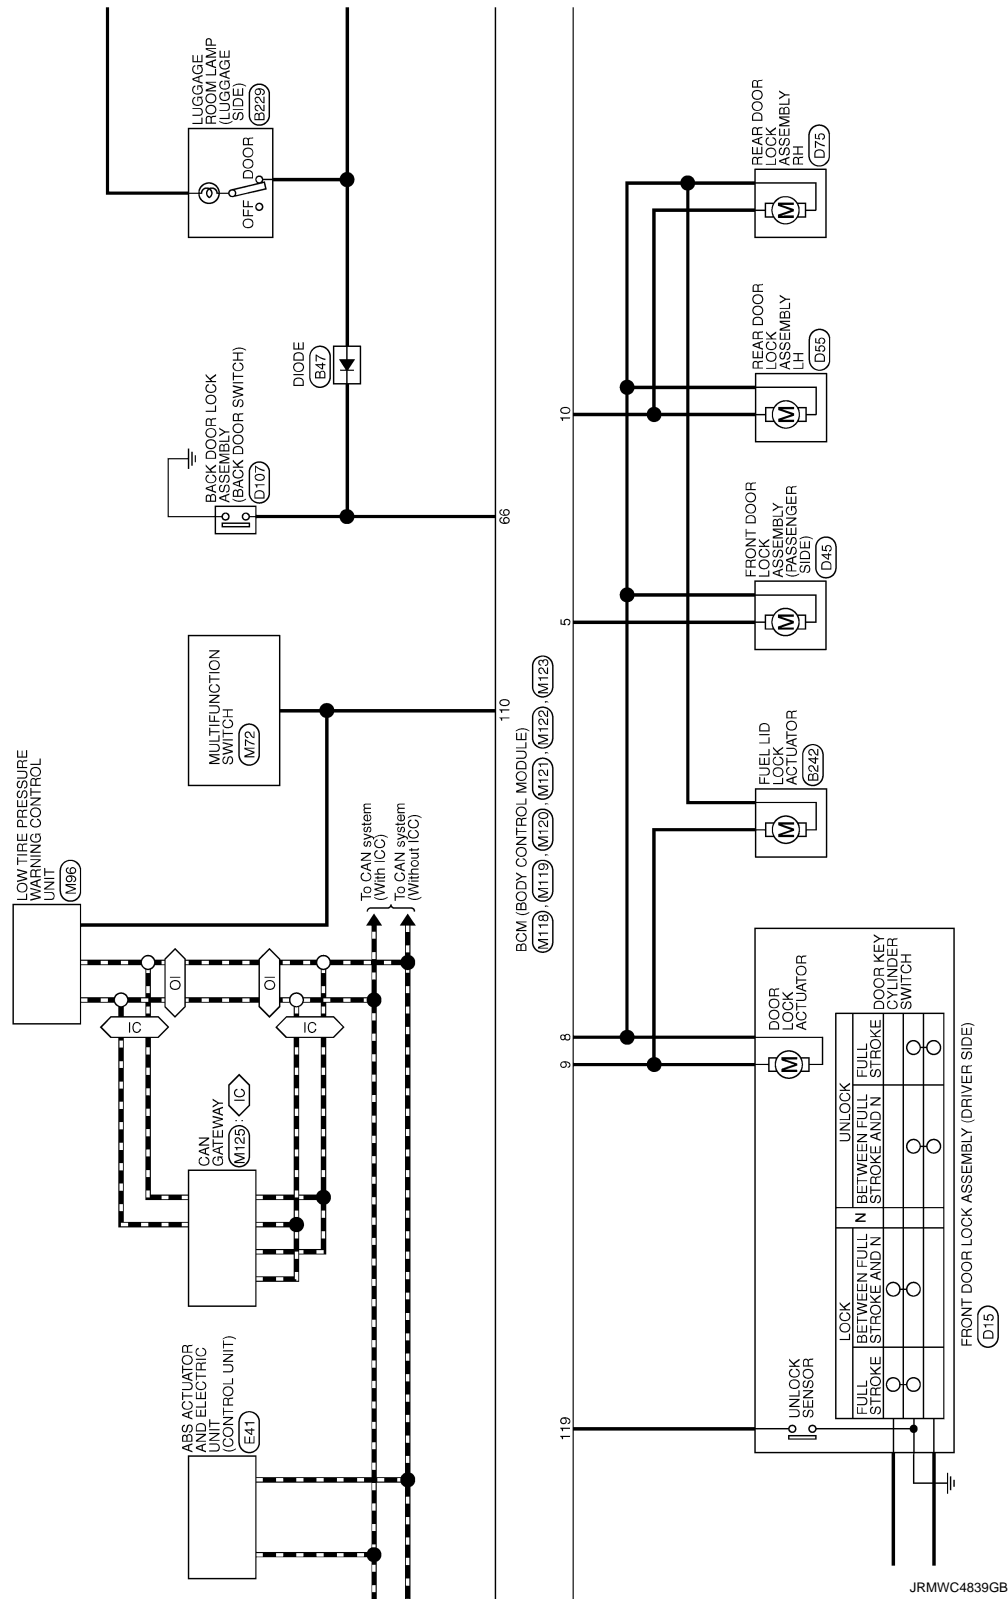 LUGGAGE
ROOM LAMP
(LUGGAGE
SIDE)
B229
DOOR
OFF
DIODE
B47
BACK DOOR LOCK
ASSEMBLY
(BACK DOOR SWITCH)
D107
66
MULTIFUNCTION
SWITCH
M72
110
LOW TIRE PRESSURE
WARNING CONTROL
UNIT
M96
To CAN system
(With ICC)
To CAN system
(Without ICC)
OI
OI
IC
IC
CAN
GATEWAY
M125 : IC
ABS ACTUATOR
AND ELECTRIC
UNIT
(CONTROL UNIT)
E41
BCM (BODY CONTROL MODULE)
M118 , M119 , M120 , M121 , M122 , M123
REAR DOOR
LOCK
ASSEMBLY
RH
D75
M
REAR DOOR
LOCK
ASSEMBLY
LH
D55
M
10
FRONT DOOR
LOCK
ASSEMBLY
(PASSENGER
SIDE)
D45
M
5
FUEL LID
LOCK
ACTUATOR
B242
M
8
9
DOOR
LOCK
ACTUATOR
M
DOOR KEY
CYLINDER
SWITCH
UNLOCK
FULL
STROKE
BETWEEN FULL
STROKE AND N
N
LOCK
BETWEEN FULL
STROKE AND N
FULL
STROKE
UNLOCK
SENSOR
119
FRONT DOOR LOCK ASSEMBLY (DRIVER SIDE)
D15
JRMWC4839GB